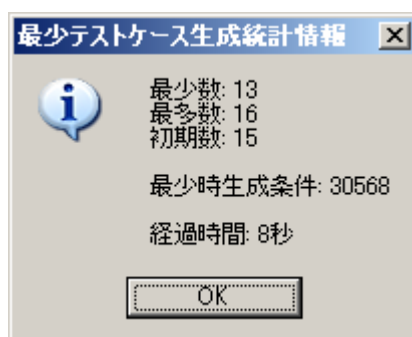 最少テストケース生成統計情報
最少数: 13
最多数: 16
初期数: 15
最少時生成条件: 30568
経過時間: 8秒
OK